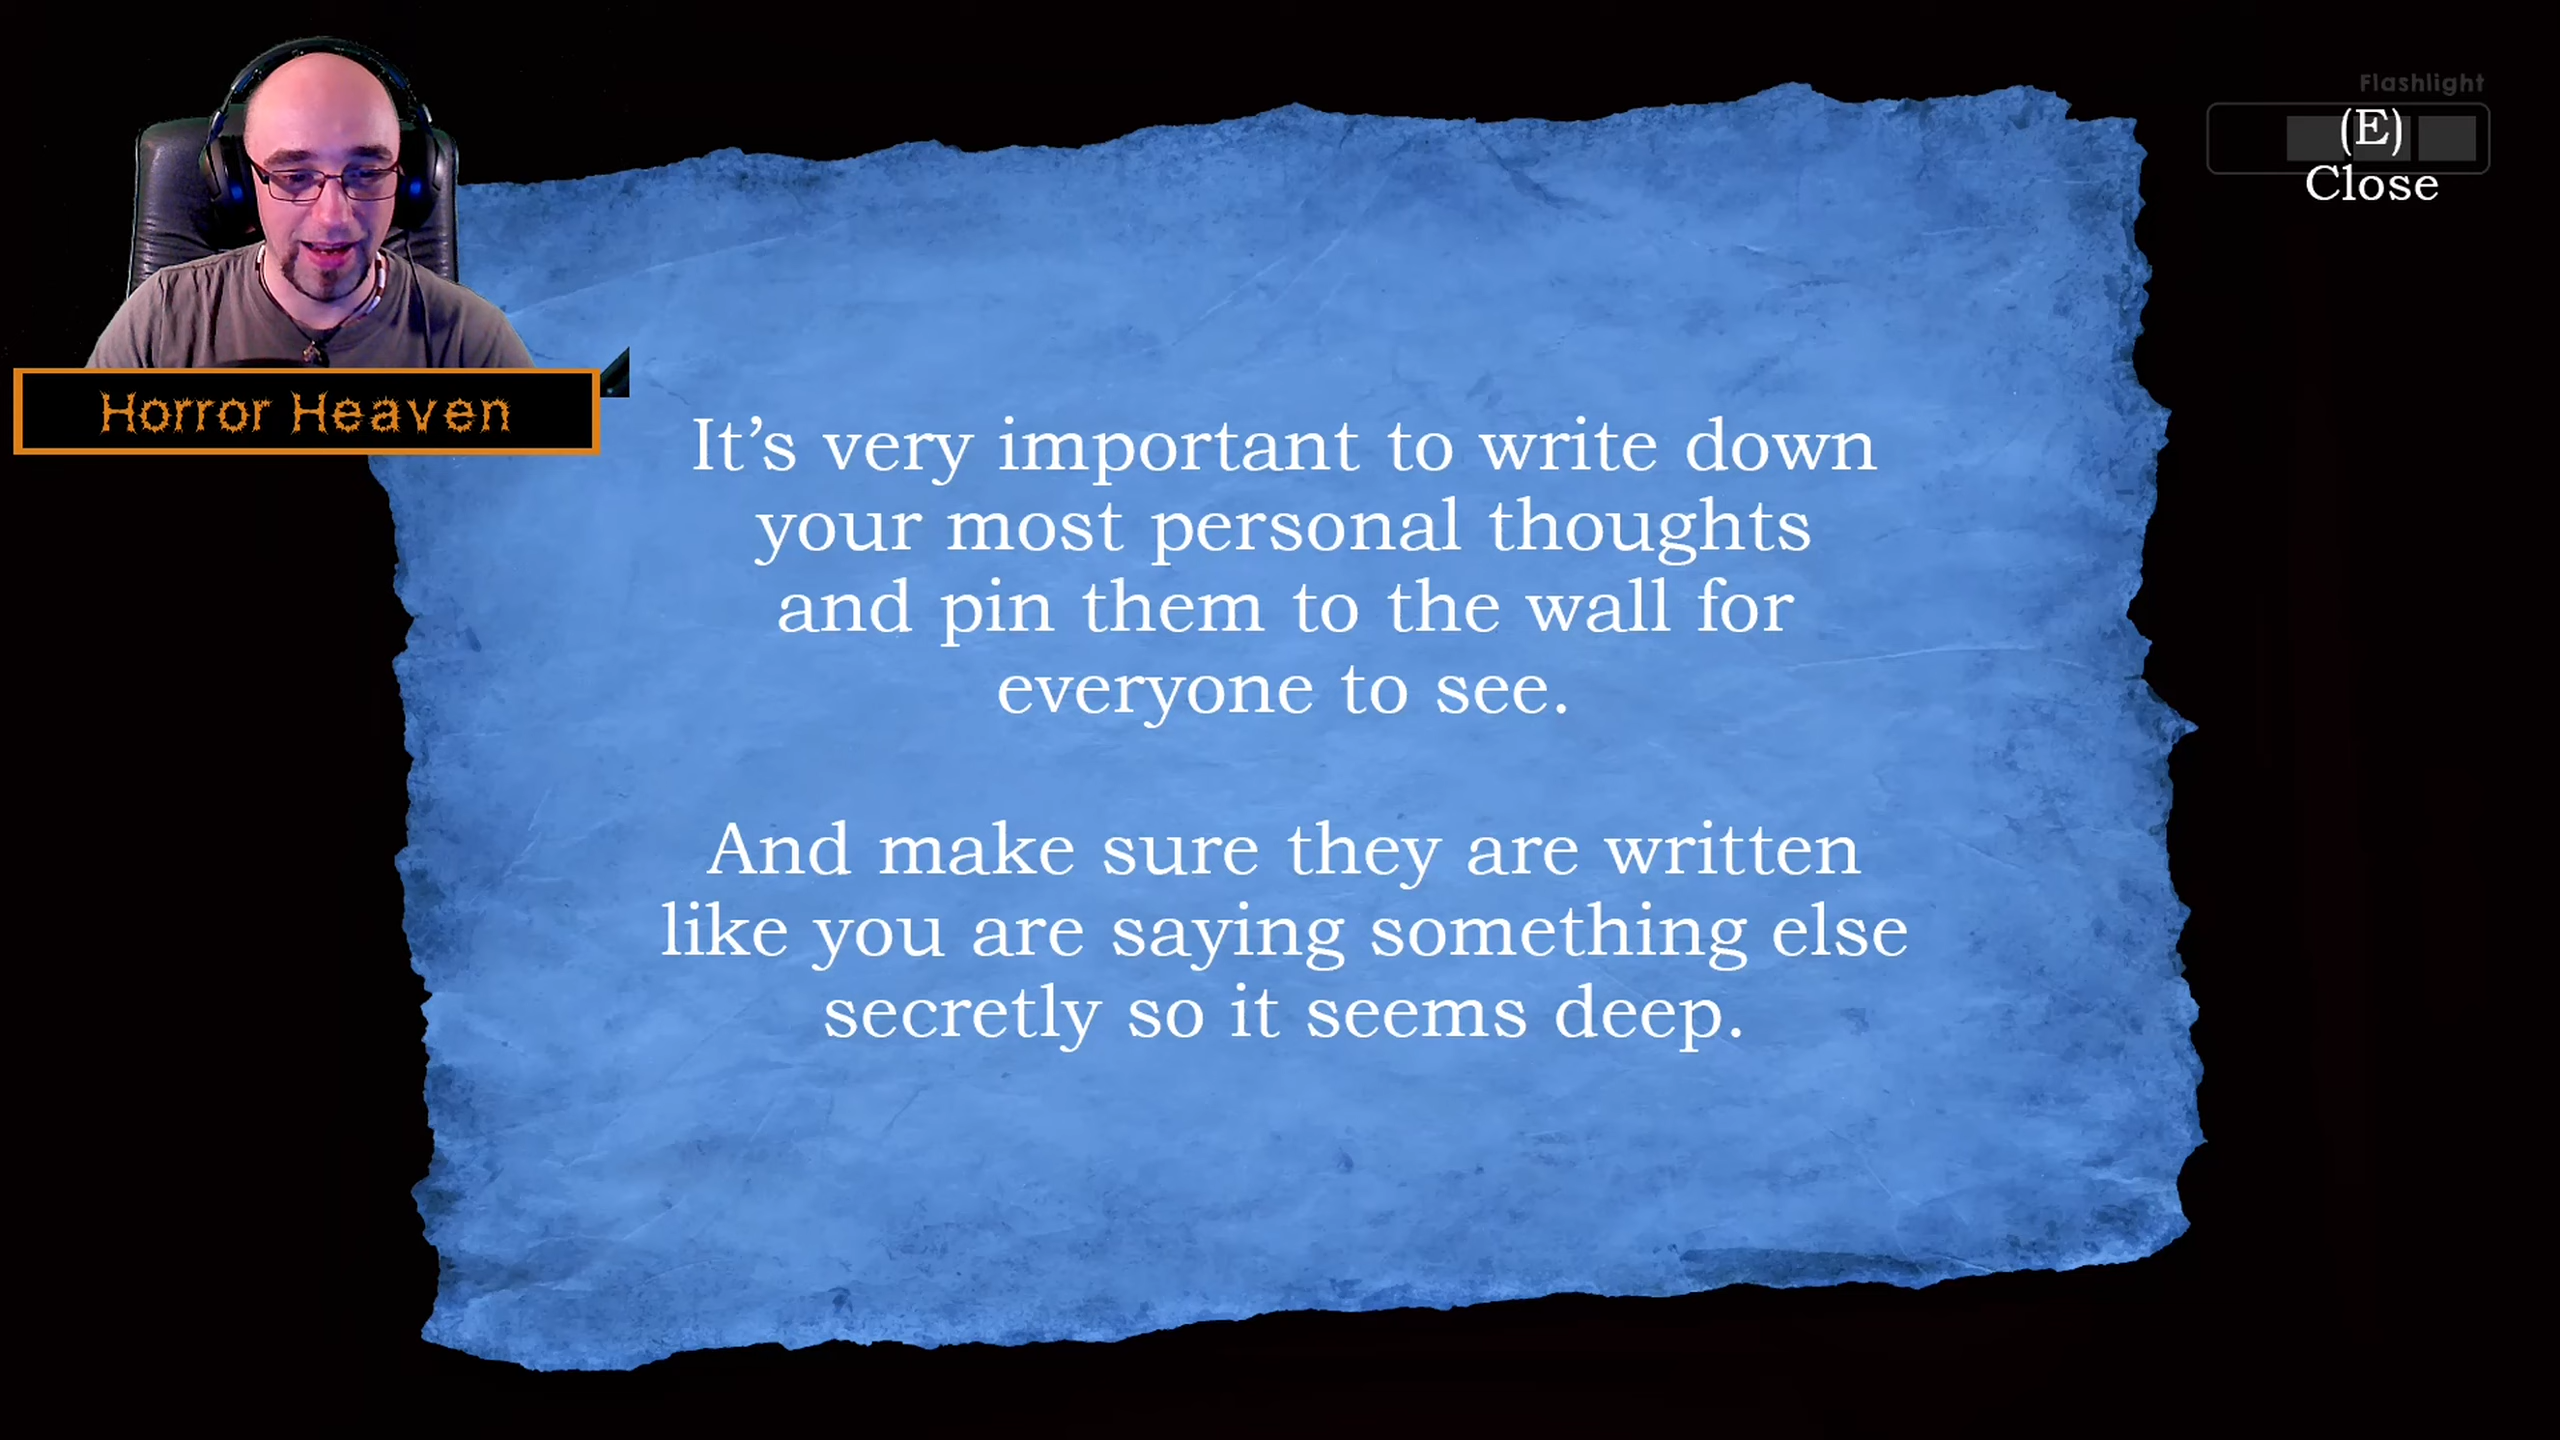 Flashlight
(E)
Close
Horror Heaven
It’s very important to write down
your most personal thoughts
and pin them to the wall for
everyone to see.
And make sure they are written
like you are saying something else
secretly so it seems deep.